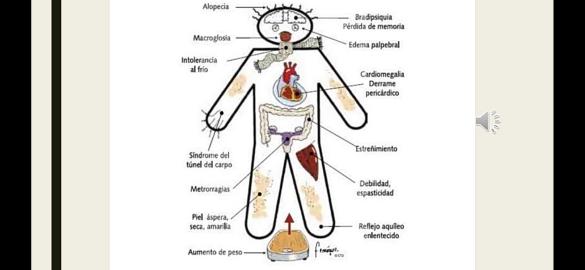 Alopecia
Bradipsiquia
Pérdida de memoria
Macroglosia
Edema palpebral
Intolerancia
al frío
Cardiomegalia
Derrame
pericárdico
Estreñimiento
Síndrome del
túnel del carpo
Metrorragias
Debilidad,
espasticidad
Piel áspera,
seca, amarilla
Reflejo aquíleo
enlentecido
Aumento de peso